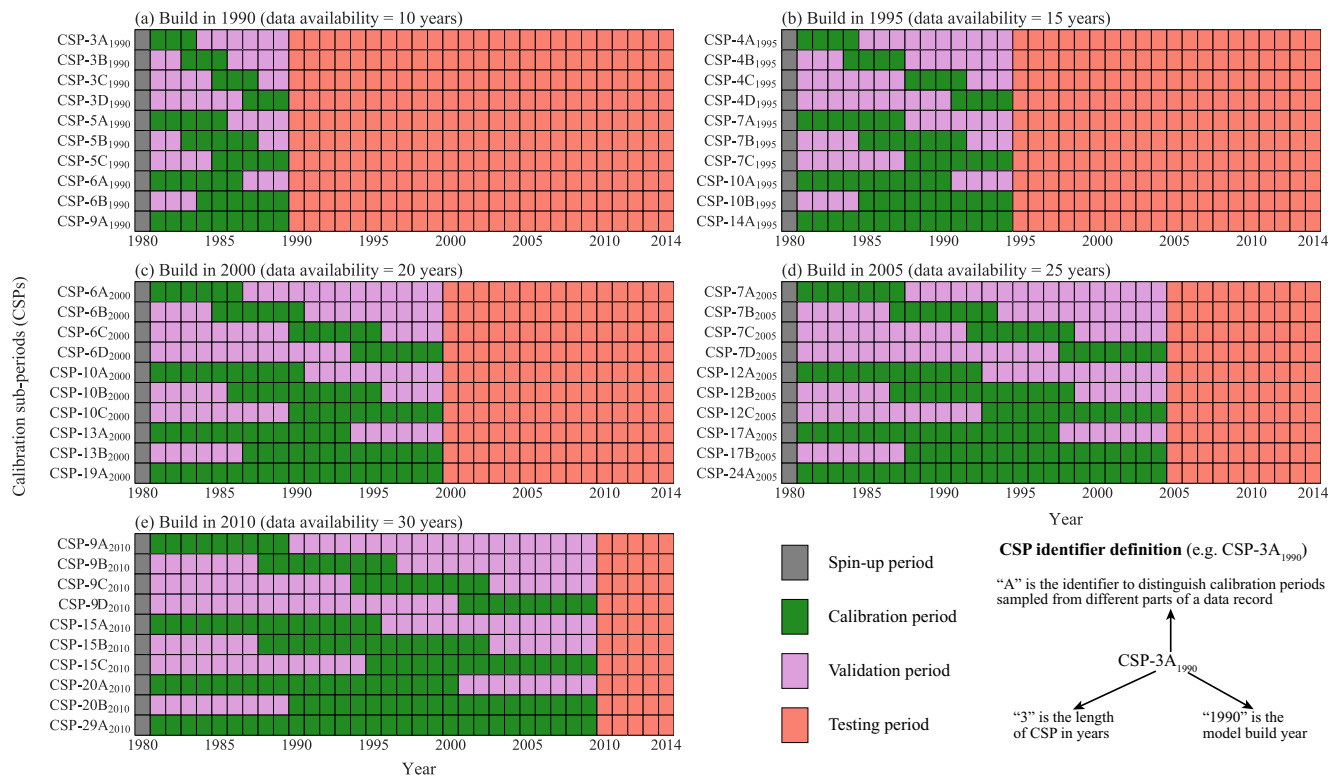 (a) Build in 1990 (data availability = 10 years)
CSP-3A1990
CSP-3B1990
CSP-3C1990
CSP-3D1990
CSP-5A1990
CSP-5B1990
CSP-5C1990
CSP-6A1990
CSP-6B1990
CSP-9A1990
1980 1985 1990 1995 2000 2005 2010 2014
(b) Build in 1995 (data availability = 15 years)
CSP-4A1995
CSP-4B1995
CSP-4C1995
CSP-4D1995
CSP-7A1995
CSP-7B1995
CSP-7C1995
CSP-10A1995
CSP-10B1995
CSP-14A1995
1980 1985 1990 1995 2000 2005 2010 2014
Calibration sub-periods (CSPs)
(c) Build in 2000 (data availability = 20 years)
CSP-6A2000
CSP-6B2000
CSP-6C2000
CSP-6D2000
CSP-10A2000
CSP-10B2000
CSP-10C2000
CSP-13A2000
CSP-13B2000
CSP-19A2000
1980 1985 1990 1995 2000 2005 2010 2014
(d) Build in 2005 (data availability = 25 years)
CSP-7A2005
CSP-7B2005
CSP-7C2005
CSP-7D2005
CSP-12A2005
CSP-12B2005
CSP-12C2005
CSP-17A2005
CSP-17B2005
CSP-24A2005
1980 1985 1990 1995 2000 2005 2010 2014
Year
(e) Build in 2010 (data availability = 30 years)
CSP-9A2010
CSP-9B2010
CSP-9C2010
CSP-9D2010
CSP-15A2010
CSP-15B2010
CSP-15C2010
CSP-20A2010
CSP-20B2010
CSP-29A2010
1980 1985 1990 1995 2000 2005 2010 2014
Year
Spin-up period
Calibration period
Validation period
Testing period
CSP identifier definition (e.g. CSP-3A1990)
“A” is the identifier to distinguish calibration periods
sampled from different parts of a data record
CSP-3A1990
“3” is the length
of CSP in years
“1990” is the
model build year